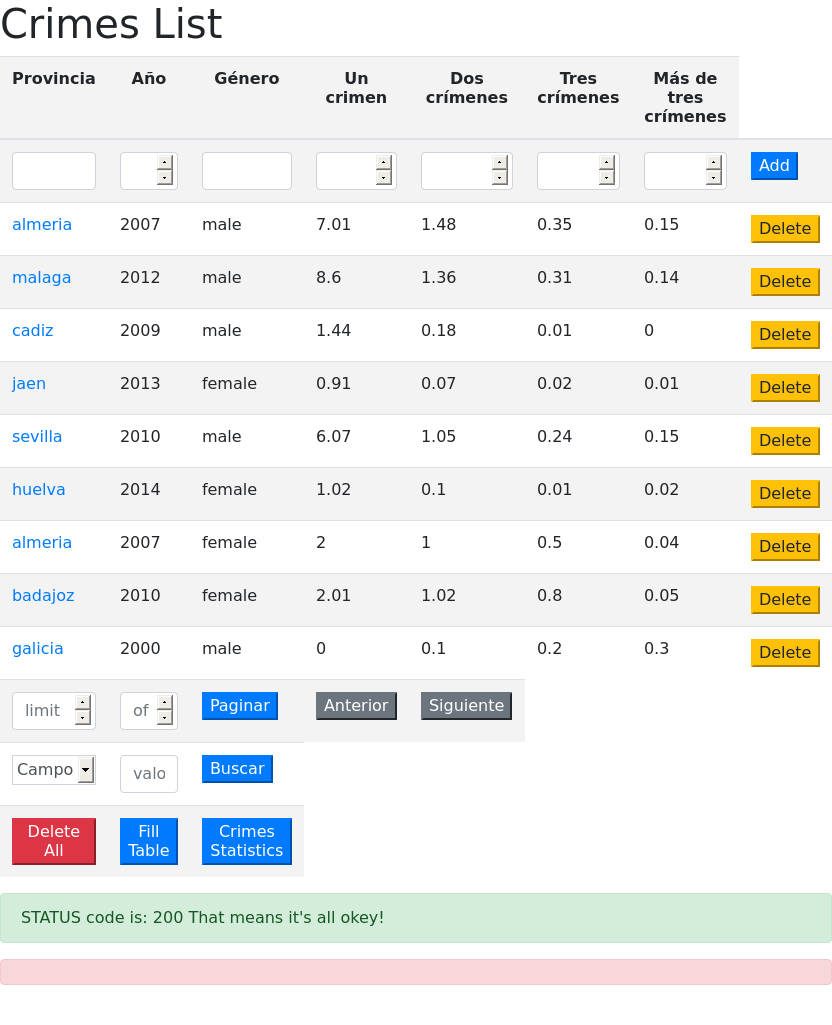 Crimes List
Provincia Año Género Un crimen Dos crímenes Tres crímenes Más de tres crímenes
Add
almeria 2007 male 7.01 1.48 0.35 0.15 Delete
malaga 2012 male 8.6 1.36 0.31 0.14 Delete
cadiz 2009 male 1.44 0.18 0.01 0 Delete
jaen 2013 female 0.91 0.07 0.02 0.01 Delete
sevilla 2010 male 6.07 1.05 0.24 0.15 Delete
huelva 2014 female 1.02 0.1 0.01 0.02 Delete
almeria 2007 female 2 1 0.5 0.04 Delete
badajoz 2010 female 2.01 1.02 0.8 0.05 Delete
galicia 2000 male 0 0.1 0.2 0.3 Delete
limit of Paginar Anterior Siguiente
Campo valo Buscar
Delete All Fill Table Crimes Statistics
STATUS code is: 200 That means it's all okey!